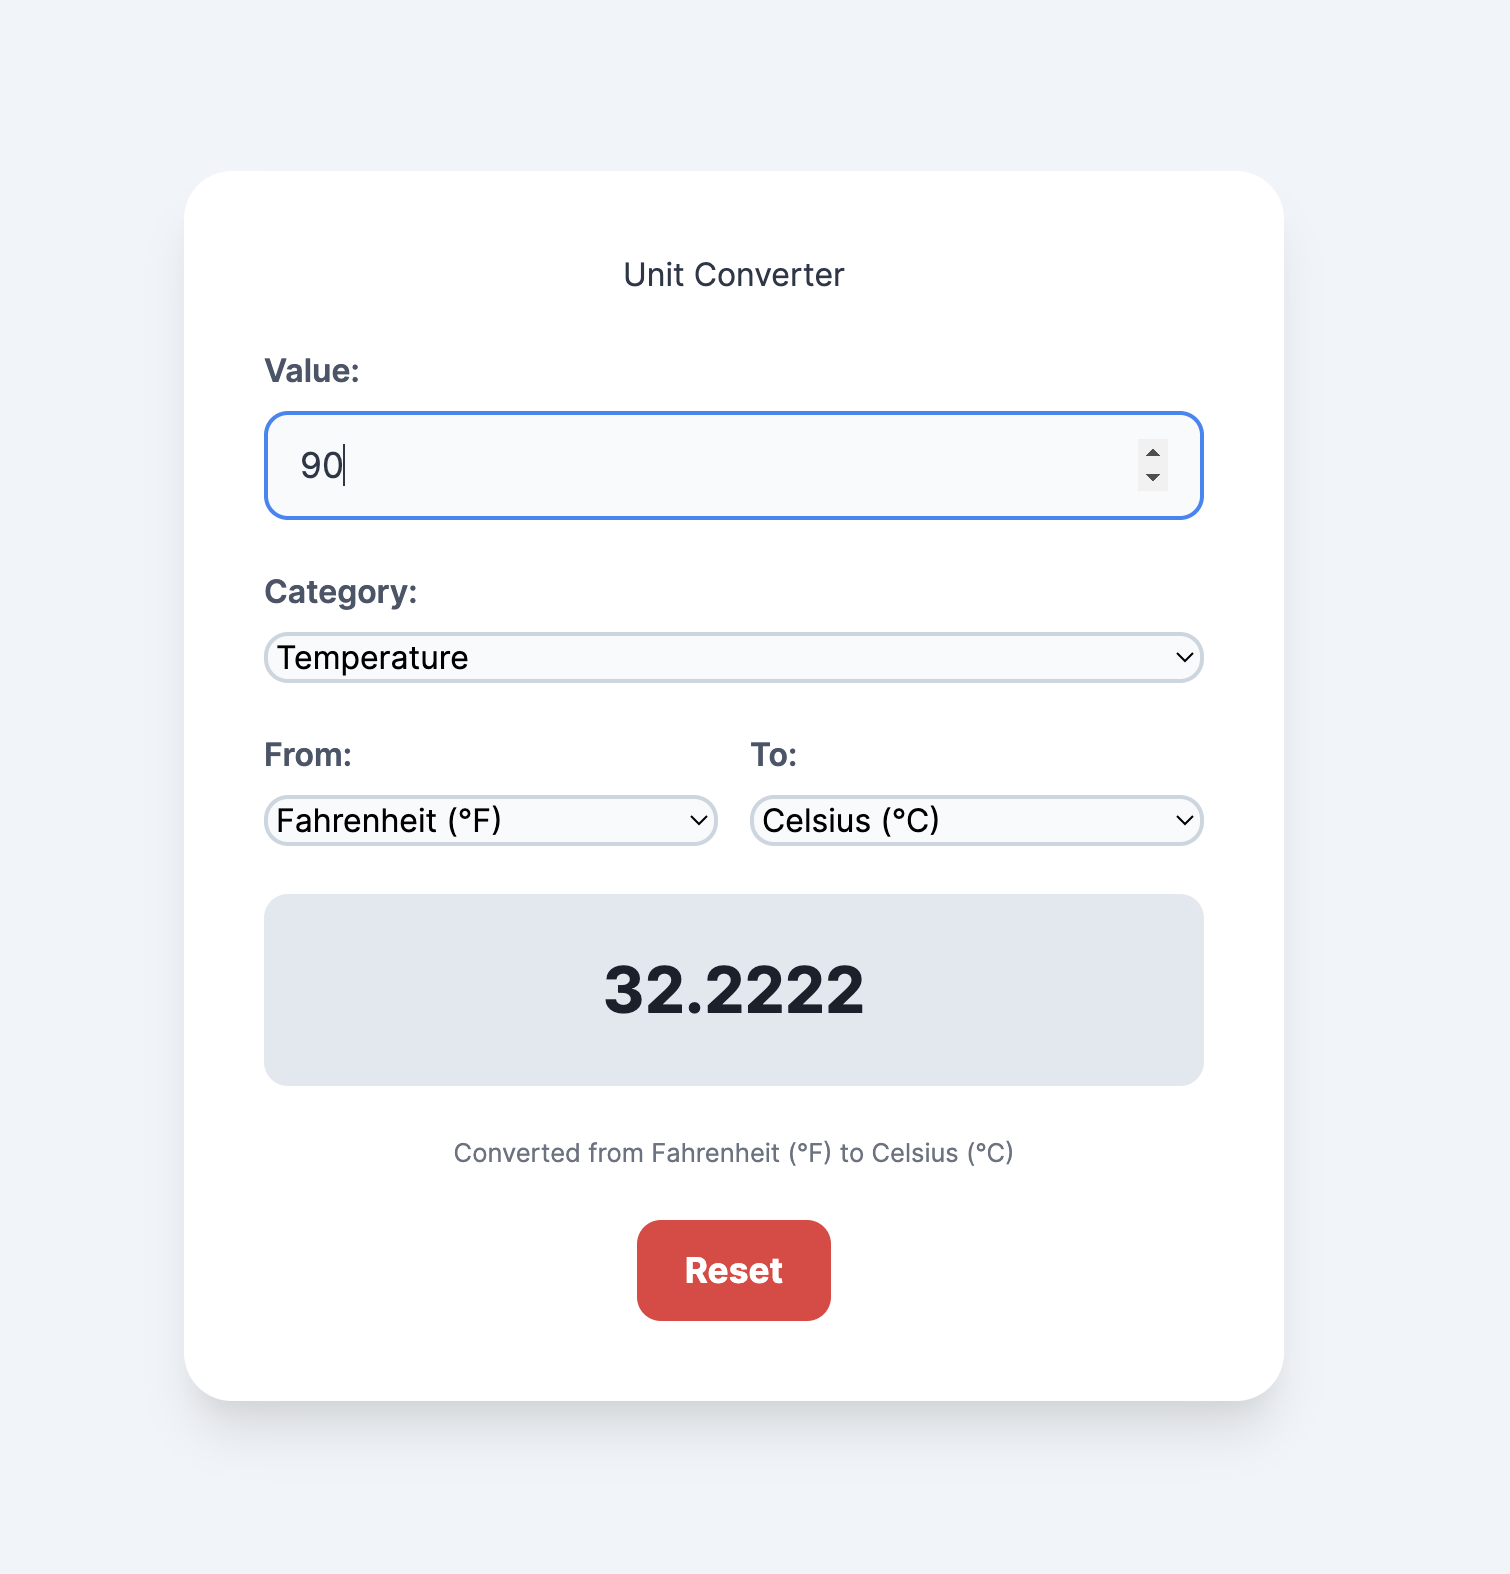 Unit Converter
Value:
90
Category:
Temperature
From:
To:
Fahrenheit (°F)
Celsius (°C)
32.2222
Converted from Fahrenheit (°F) to Celsius (°C)
Reset